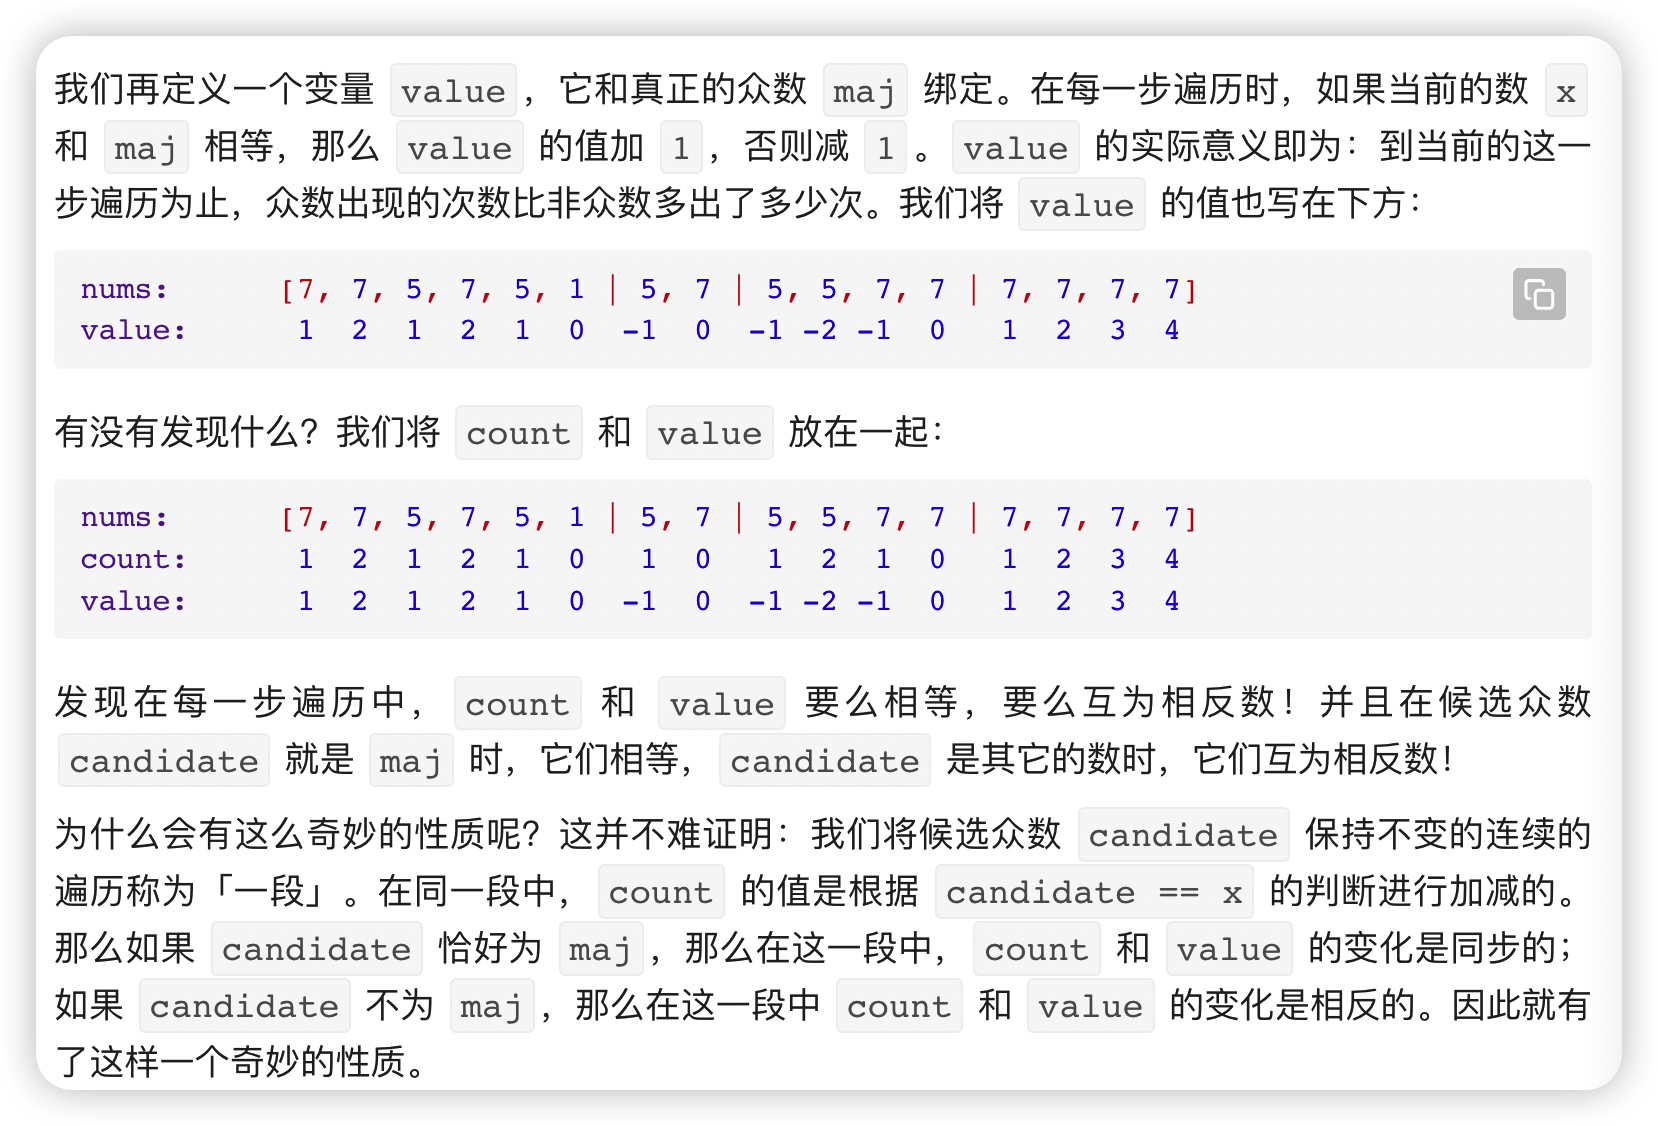 我们再定义一个变量 value ，它和真正的众数 maj 绑定。在每一步遍历时，如果当前的数 x
和 maj 相等，那么 value 的值加 1 ，否则减 1 。 value 的实际意义即为：到当前的这一
步遍历为止，众数出现的次数比非众数多出了多少次。我们将 value 的值也写在下方：
nums:      [7, 7, 5, 7, 5, 1 | 5, 7 | 5, 5, 7, 7 | 7, 7, 7, 7]
value:      1  2  1  2  1  0  -1  0  -1 -2 -1  0   1  2  3  4
有没有发现什么？我们将 count 和 value 放在一起：
nums:      [7, 7, 5, 7, 5, 1 | 5, 7 | 5, 5, 7, 7 | 7, 7, 7, 7]
count:      1  2  1  2  1  0   1  0   1  2  1  0   1  2  3  4
value:      1  2  1  2  1  0  -1  0  -1 -2 -1  0   1  2  3  4
发现在每一步遍历中， count 和 value 要么相等，要么互为相反数！并且在候选众数
candidate 就是 maj 时，它们相等， candidate 是其它的数时，它们互为相反数！
为什么会有这么奇妙的性质呢？这并不难证明：我们将候选众数 candidate 保持不变的连续的
遍历称为「一段」。在同一段中， count 的值是根据 candidate == x 的判断进行加减的。
那么如果 candidate 恰好为 maj ，那么在这一段中， count 和 value 的变化是同步的；
如果 candidate 不为 maj ，那么在这一段中 count 和 value 的变化是相反的。因此就有
了这样一个奇妙的性质。